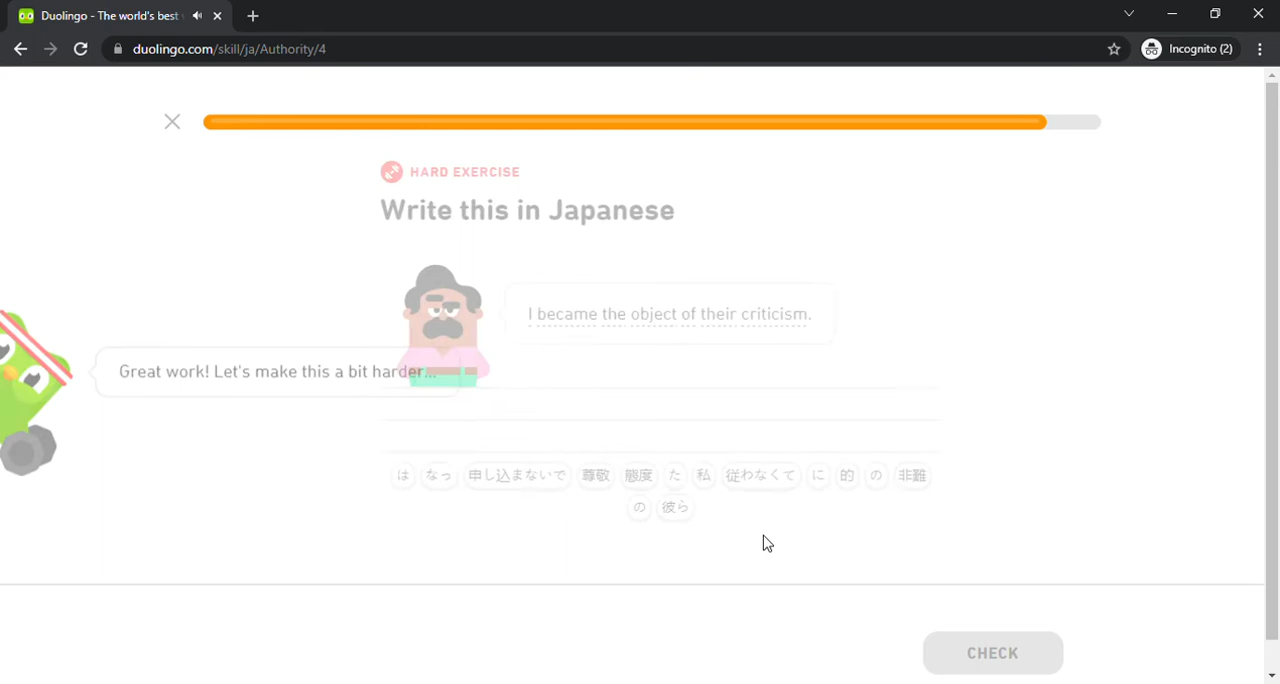 Duolingo - The world's best
duolingo.com/skill/ja/Authority/4
Incognito (2)
HARD EXERCISE
Write this in Japanese
I became the object of their criticism.
Great work! Let's make this a bit harder...
は なっ 申し込まないで 尊敬 態度 た 私 従わなくて に 的 の 非難
の 彼ら
CHECK